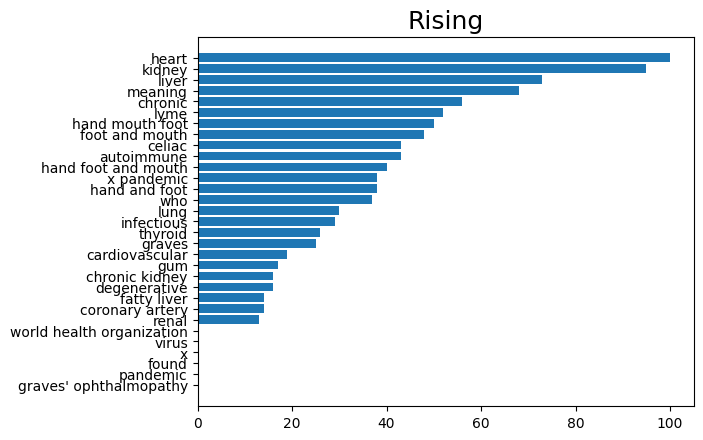 Rising
heart
kidney
liver
meaning
chronic
lyme
hand mouth foot
foot and mouth
celiac
autoimmune
hand foot and mouth
x pandemic
hand and foot
who
lung
infectious
thyroid
graves
cardiovascular
gum
chronic kidney
degenerative
fatty liver
coronary artery
renal
world health organization
virus
x
found
pandemic
graves' ophthalmopathy
0 20 40 60 80 100